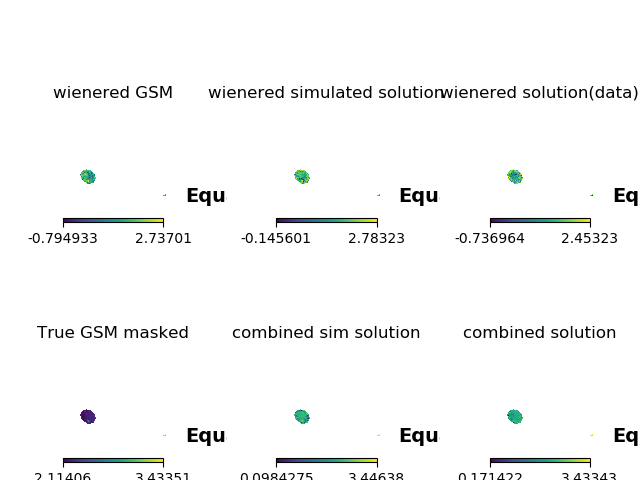 wienered GSM
wienered simulated solution
wienered solution(data)
Equ
Equ
Eq
-0.794933 2.73701
-0.145601 2.78323
-0.736964 2.45323
True GSM masked
combined sim solution
combined solution
Equ
Equ
Eq
2.11406 3.43351
0.0984275 3.44638
0.171422 3.43343